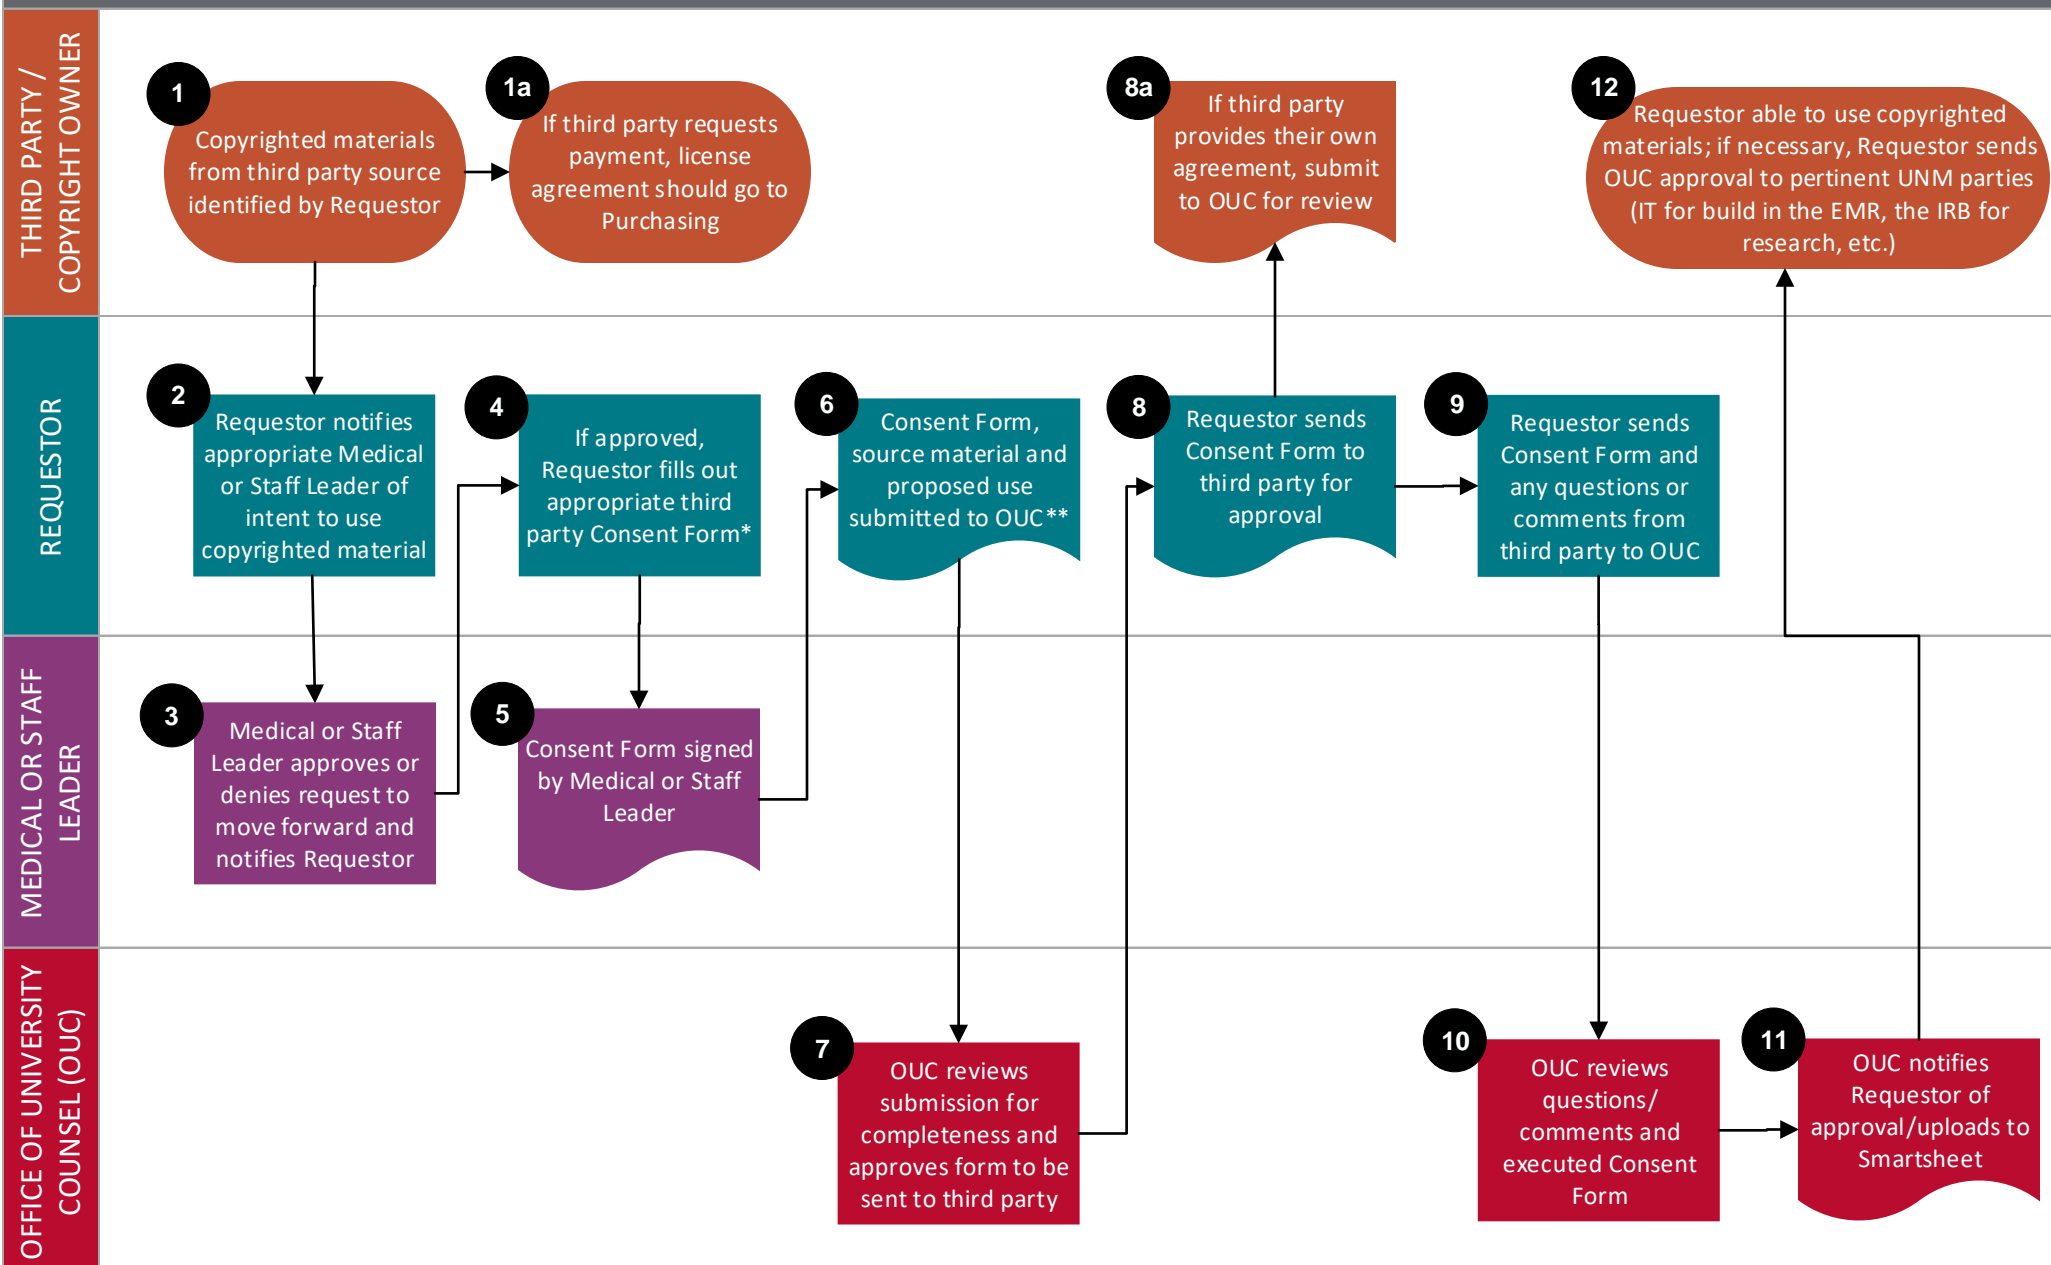 THIRD PARTY /
COPYRIGHT OWNER
1
Copyrighted materials
from third party source
identified by Requestor
1a
If third party requests
payment, license
agreement should go to
Purchasing
8a
If third party
provides their own
agreement, submit
to OUC for review
12
Requestor able to use copyrighted
materials; if necessary, Requestor sends
OUC approval to pertinent UNM parties
(IT for build in the EMR, the IRB for
research, etc.)
REQUESTOR
2
Requestor notifies
appropriate Medical
or Staff Leader of
intent to use
copyrighted material
4
If approved,
Requestor fills out
appropriate third
party Consent Form*
6
Consent Form,
source material and
proposed use
submitted to OUC**
8
Requestor sends
Consent Form to
third party for
approval
9
Requestor sends
Consent Form and
any questions or
comments from
third party to OUC
MEDICAL OR STAFF
LEADER
3
Medical or Staff
Leader approves or
denies request to
move forward and
notifies Requestor
5
Consent Form signed
by Medical or Staff
Leader
OFFICE OF UNIVERSITY
COUNSEL (OUC)
7
OUC reviews
submission for
completeness and
approves form to be
sent to third party
10
OUC reviews
questions/
comments and
executed Consent
Form
11
OUC notifies
Requestor of
approval/uploads to
Smartsheet